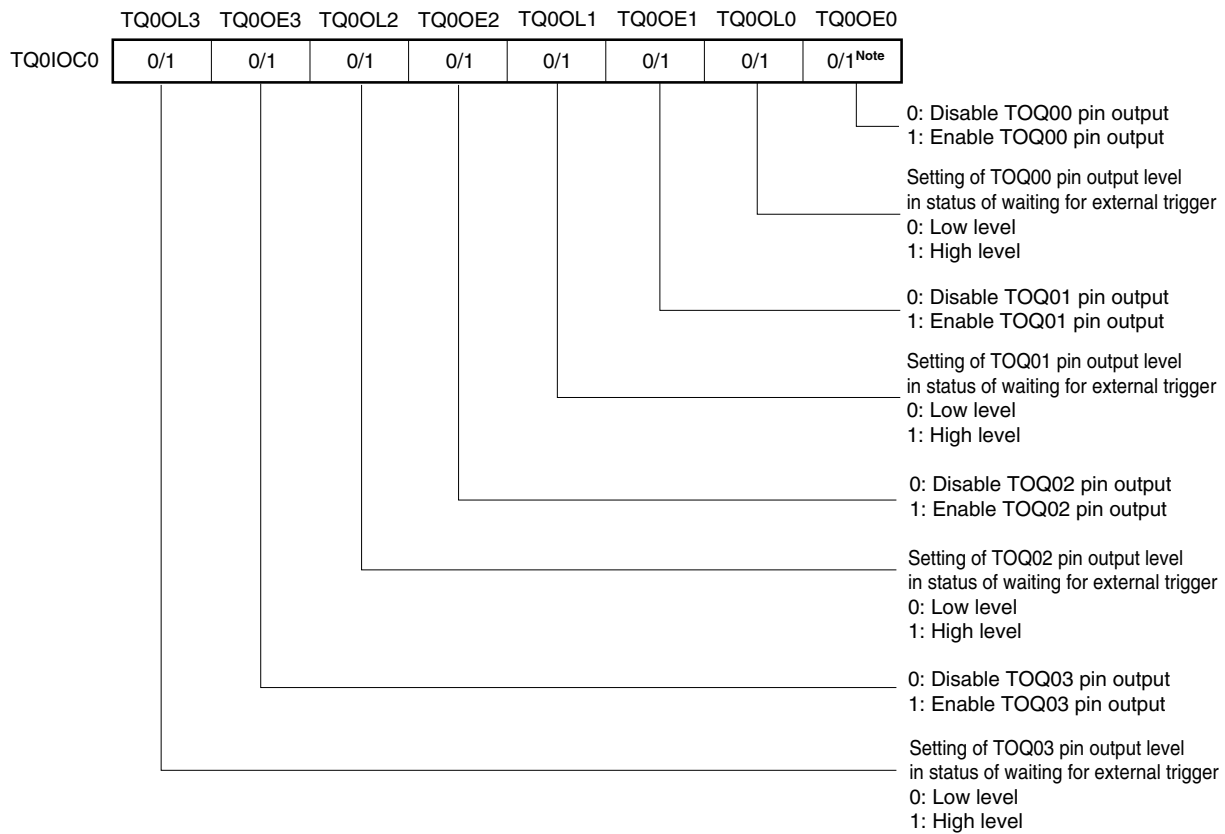 TQ0OL3 TQ0OE3 TQ0OL2 TQ0OE2 TQ0OL1 TQ0OE1 TQ0OL0 TQ0OE0
TQ0IOC0 0/1 0/1 0/1 0/1 0/1 0/1 0/1 0/1Note
0: Disable TOQ00 pin output
1: Enable TOQ00 pin output
Setting of TOQ00 pin output level
in status of waiting for external trigger
0: Low level
1: High level
0: Disable TOQ01 pin output
1: Enable TOQ01 pin output
Setting of TOQ01 pin output level
in status of waiting for external trigger
0: Low level
1: High level
0: Disable TOQ02 pin output
1: Enable TOQ02 pin output
Setting of TOQ02 pin output level
in status of waiting for external trigger
0: Low level
1: High level
0: Disable TOQ03 pin output
1: Enable TOQ03 pin output
Setting of TOQ03 pin output level
in status of waiting for external trigger
0: Low level
1: High level